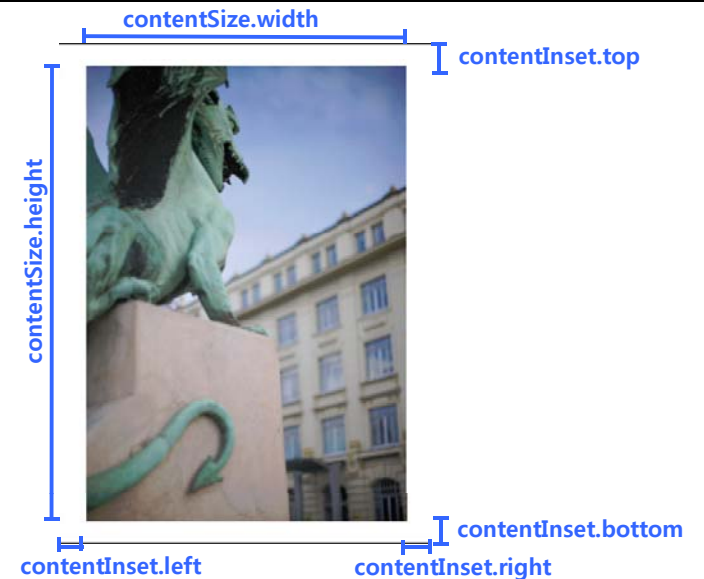 contentSize.width
contentInset.top
contentSize.height
contentInset.bottom
contentInset.left
contentInset.right